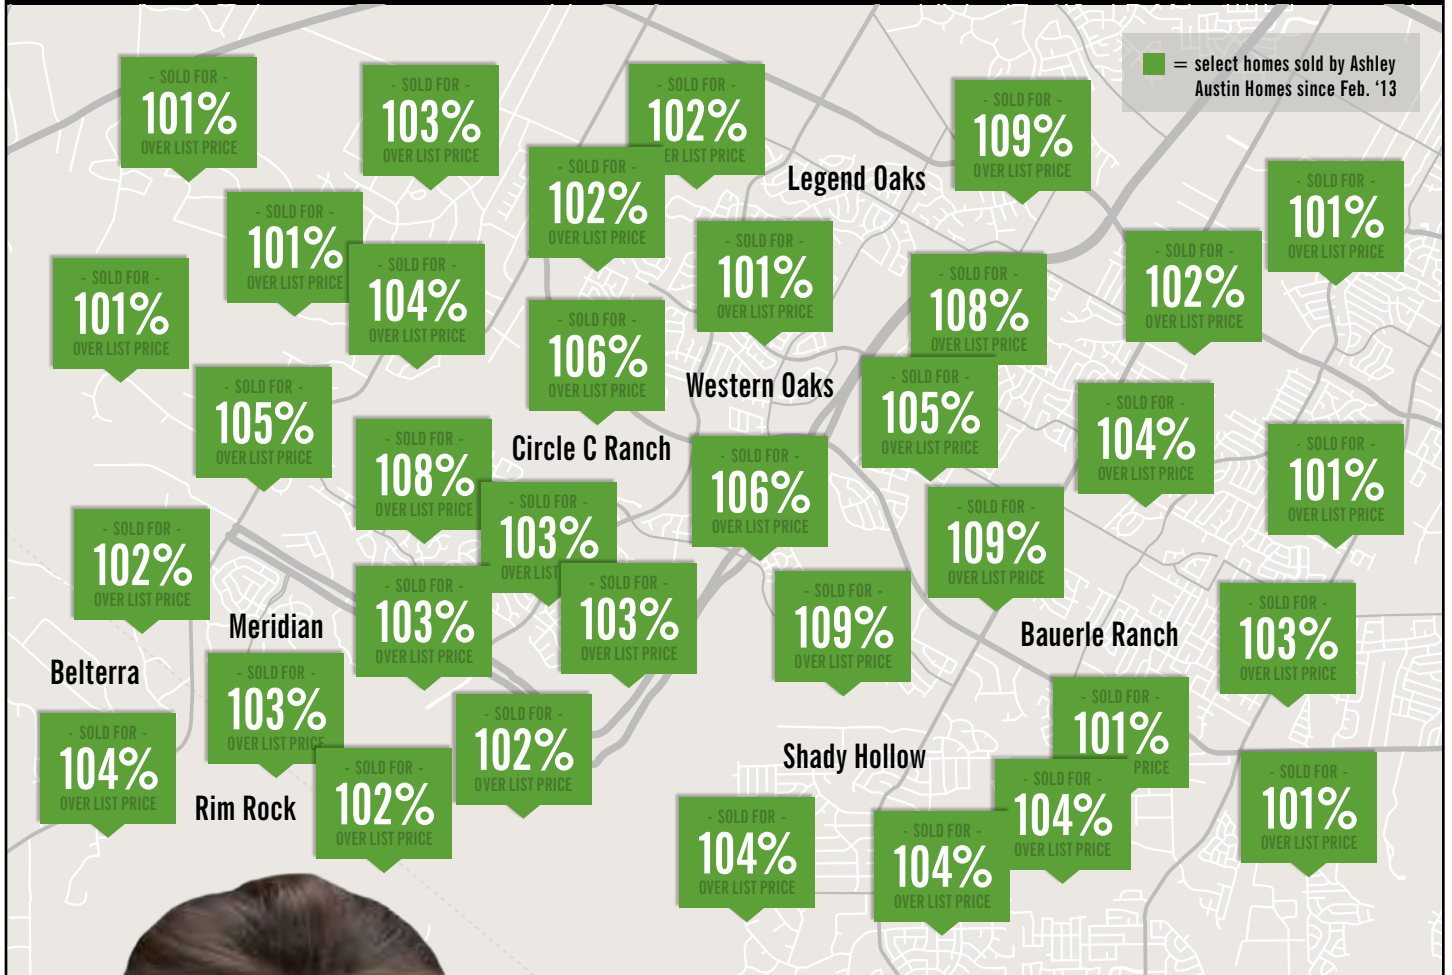 = select homes sold by Ashley
Austin Homes since Feb. ‘13
- SOLD FOR -
101%
OVER LIST PRICE
- SOLD FOR -
103%
OVER LIST PRICE
- SOLD FOR -
102%
LIST PRICE
- SOLD FOR -
109%
OVER LIST PRICE
Legend Oaks
- SOLD FOR -
102%
OVER LIST PRICE
- SOLD FOR -
101%
OVER LIST PRICE
- SOLD FOR -
101%
OVER LIST PRICE
- SOLD FOR -
101%
OVER LIST PRICE
- SOLD FOR -
104%
OVER LIST PRICE
- SOLD FOR -
101%
OVER LIST PRICE
- SOLD FOR -
108%
OVER LIST PRICE
- SOLD FOR -
102%
OVER LIST PRICE
- SOLD FOR -
106%
OVER LIST PRICE
Western Oaks
- SOLD FOR -
105%
OVER LIST PRICE
- SOLD FOR -
105%
OVER LIST PRICE
- SOLD FOR -
104%
OVER LIST PRICE
- SOLD FOR -
108%
OVER LIST PRICE
Circle C Ranch
- SOLD FOR -
106%
OVER LIST PRICE
- SOLD FOR -
101%
OVER LIST PRICE
- SOLD FOR -
103%
OVER LIST
- SOLD FOR -
109%
OVER LIST PRICE
- SOLD FOR -
102%
OVER LIST PRICE
Meridian
- SOLD FOR -
103%
OVER LIST PRICE
- SOLD FOR -
103%
OVER LIST PRICE
- SOLD FOR -
109%
OVER LIST PRICE
Bauerle Ranch
- SOLD FOR -
103%
OVER LIST PRICE
Belterra
- SOLD FOR -
103%
OVER LIST PRICE
- SOLD FOR -
102%
OVER LIST PRICE
- SOLD FOR -
101%
PRICE
- SOLD FOR -
104%
OVER LIST PRICE
Rim Rock
- SOLD FOR -
102%
OVER LIST PRICE
Shady Hollow
- SOLD FOR -
104%
OVER LIST PRICE
- SOLD FOR -
101%
OVER LIST PRICE
- SOLD FOR -
104%
OVER LIST PRICE
- SOLD FOR -
104%
OVER LIST PRICE